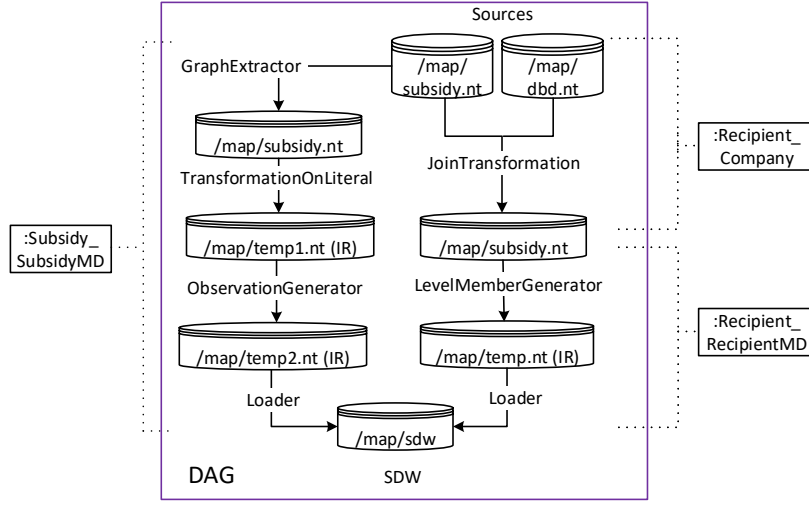 Sources
GraphExtractor
/map/
subsidy.nt
/map/
dbd.nt
/map/subsidy.nt
JoinTransformation
:Recipient_
Company
TransformationOnLiteral
:Subsidy_
SubsidyMD
/map/temp1.nt (IR)
/map/subsidy.nt
ObservationGenerator
LevelMemberGenerator
:Recipient_
RecipientMD
/map/temp2.nt (IR)
/map/temp.nt (IR)
Loader
Loader
/map/sdw
DAG
SDW